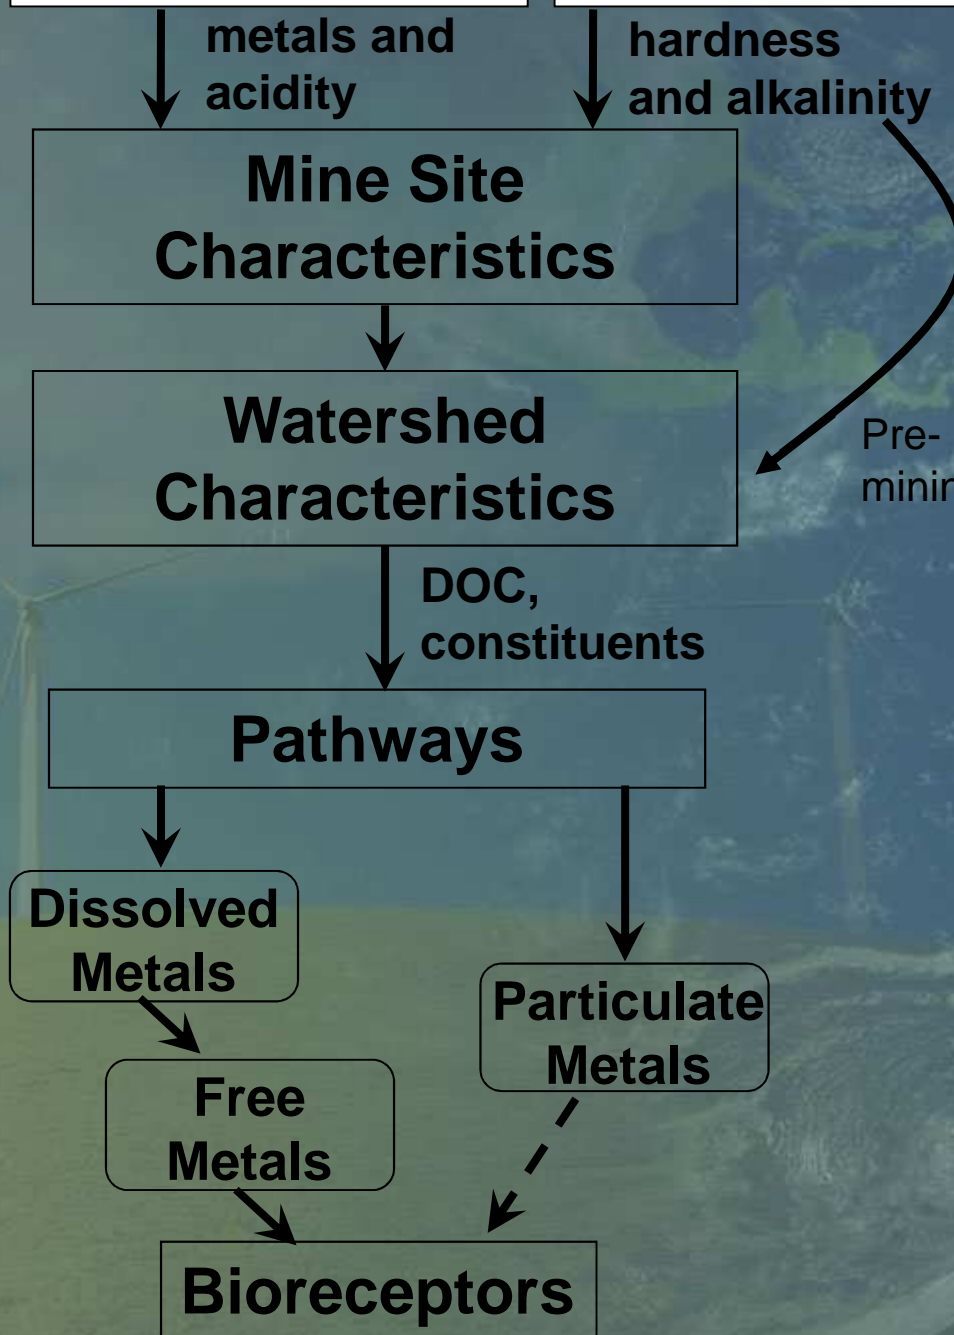 metals and
acidity
hardness
and alkalinity
Mine Site
Characteristics
Watershed
Characteristics
Pre-
DOC,
constituents
Pathways
Dissolved
Metals
Particulate
Metals
Free
Metals
Bioreceptors